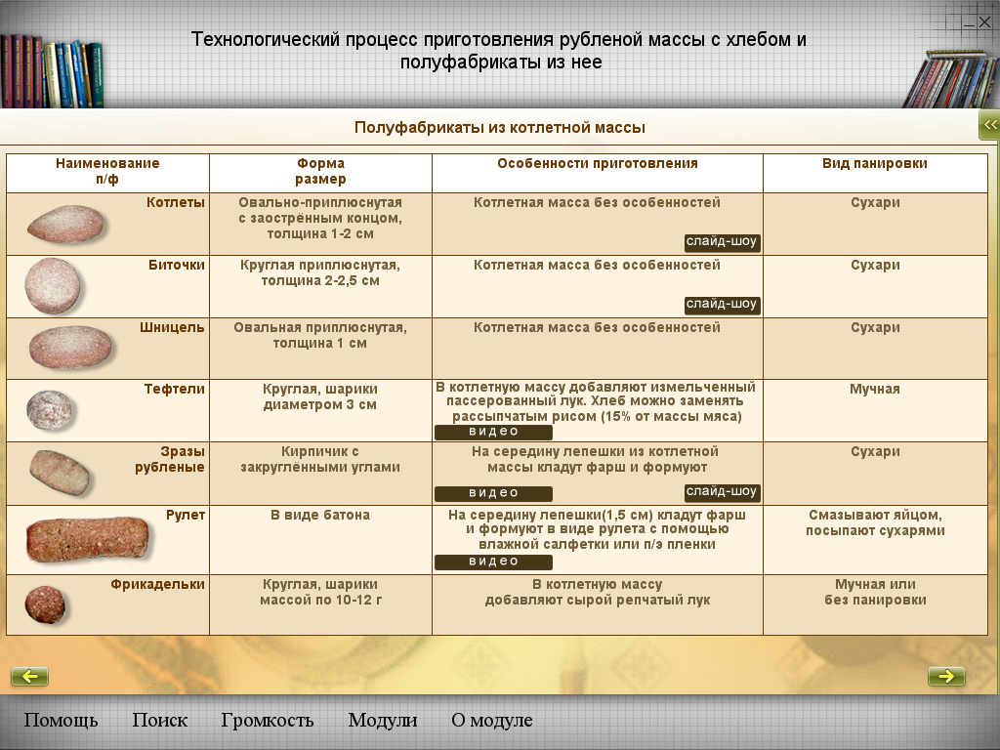 Технологический процесс приготовления рубленой массы с хлебом и
полуфабрикаты из нее
Полуфабрикаты из котлетной массы
Наименование
п/ф
Форма
размер
Особенности приготовления
Вид панировки
Котлеты
Овально-приплюснутая
с заострённым концом,
толщина 1-2 см
Котлетная масса без особенностей
слайд-шоу
Сухари
Биточки
Круглая приплюснутая,
толщина 2-2,5 см
Котлетная масса без особенностей
слайд-шоу
Сухари
Шницель
Овальная приплюснутая,
толщина 1 см
Котлетная масса без особенностей
Сухари
Тефтели
Круглая, шарики
диаметром 3 см
В котлетную массу добавляют измельченный
пассерованный лук. Хлеб можно заменять
рассыпчатым рисом (15% от массы мяса)
видео
Мучная
Зразы
рубленые
Кирпичик с
закруглёнными углами
На середину лепешки из котлетной
массы кладут фарш и формуют
видео
слайд-шоу
Сухари
Рулет
В виде батона
На середину лепешки(1,5 см) кладут фарш
и формуют в виде рулета с помощью
влажной салфетки или п/э пленки
видео
Смазывают яйцом,
посыпают сухарями
Фрикадельки
Круглая, шарики
массой по 10-12 г
В котлетную массу
добавляют сырой репчатый лук
Мучная или
без панировки
Помощь Поиск Громкость Модули О модуле